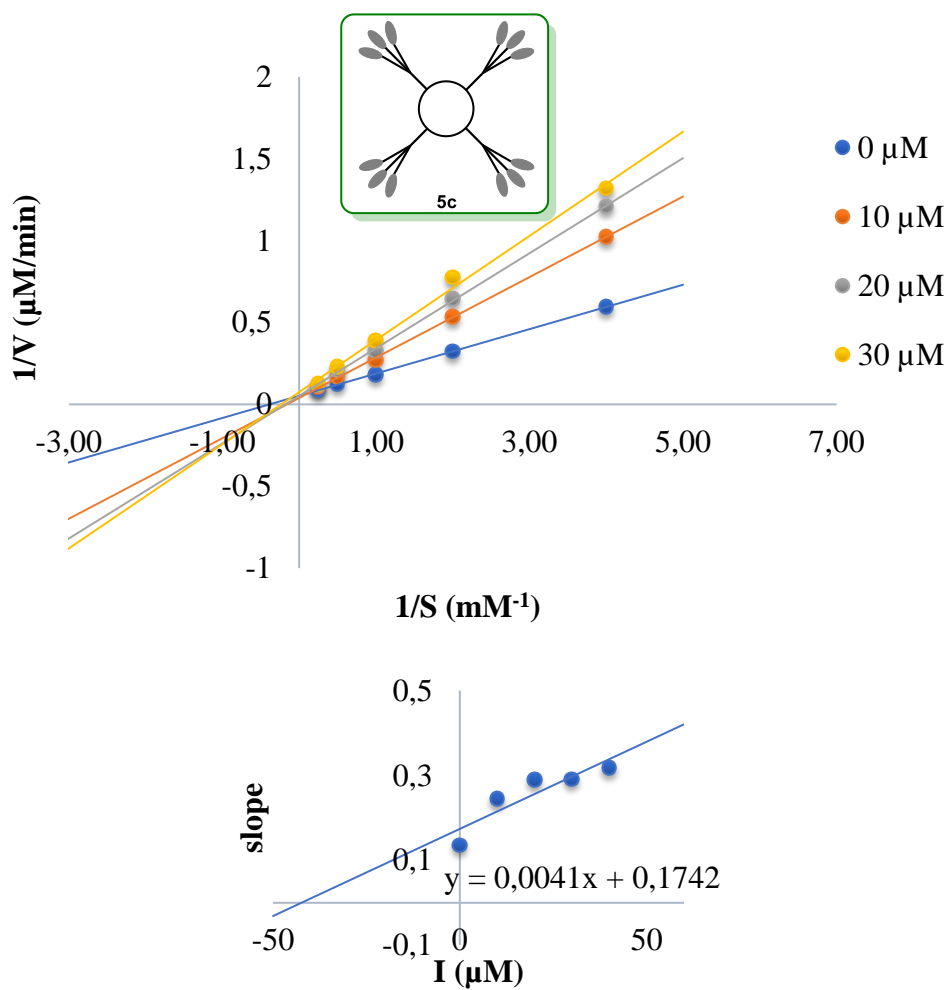 5c
2
1,5
1
0,5
0
-0,5
-1
-3,00
-1,00
1,00
3,00
5,00
7,00
1/V (µM/min)
1/S (mM-1)
0 µM
10 µM
20 µM
30 µM
0,5
0,3
0,1
-0,1
slope
y = 0,0041x + 0,1742
-50
0
50
I (µM)